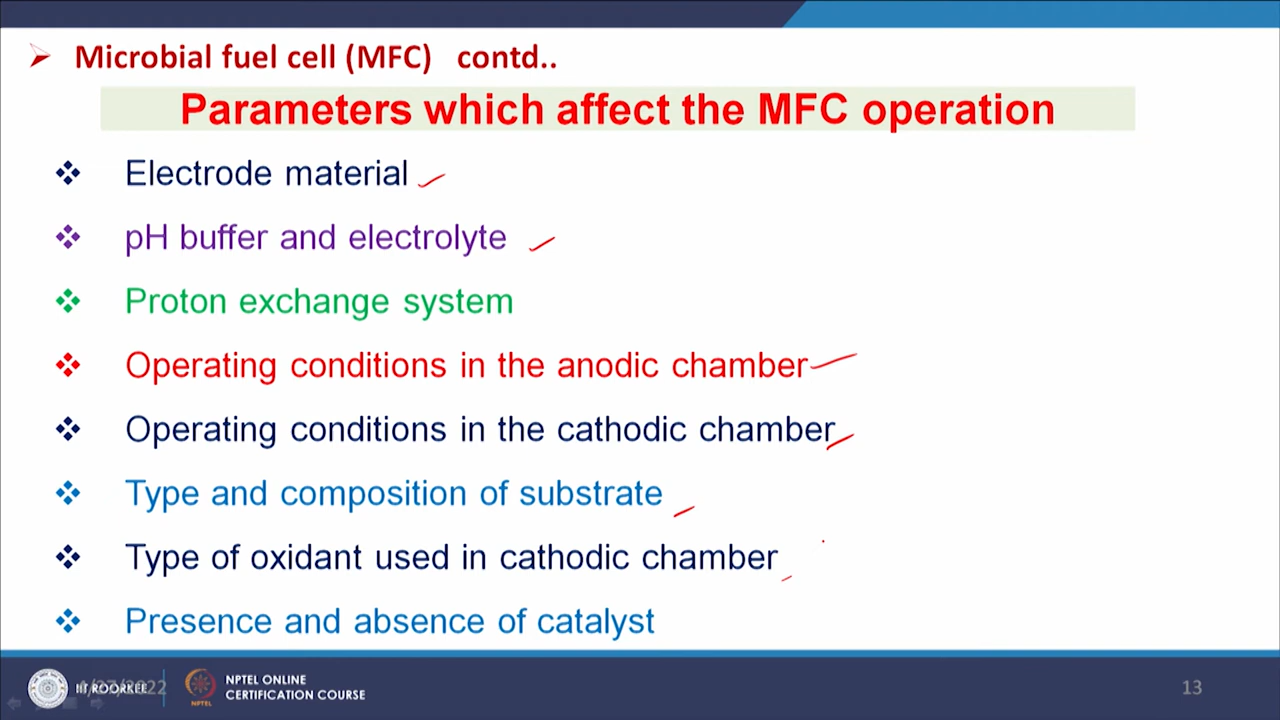 Microbial fuel cell (MFC) contd..
Parameters which affect the MFC operation
Electrode material
pH buffer and electrolyte
Proton exchange system
Operating conditions in the anodic chamber
Operating conditions in the cathodic chamber
Type and composition of substrate
Type of oxidant used in cathodic chamber
Presence and absence of catalyst
IIT ROORKEE
NPTEL
NPTEL ONLINE
CERTIFICATION COURSE
13